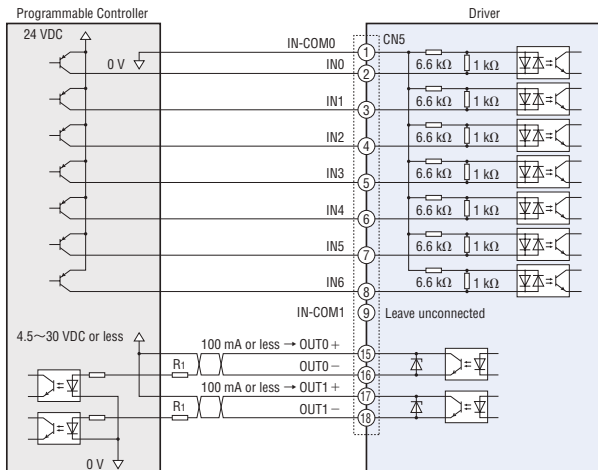 Programmable Controller
Driver
24 VDC
0 V
IN-COM0
1
CN5
IN0
2
6.6 kΩ
1 kΩ
IN1
3
6.6 kΩ
1 kΩ
IN2
4
6.6 kΩ
1 kΩ
IN3
5
6.6 kΩ
1 kΩ
IN4
6
6.6 kΩ
1 kΩ
IN5
7
6.6 kΩ
1 kΩ
IN6
8
6.6 kΩ
1 kΩ
IN-COM1
9
Leave unconnected
4.5~30 VDC or less
100 mA or less → OUT0+
15
R1
OUT0−
16
100 mA or less → OUT1+
17
R1
OUT1−
18
0 V